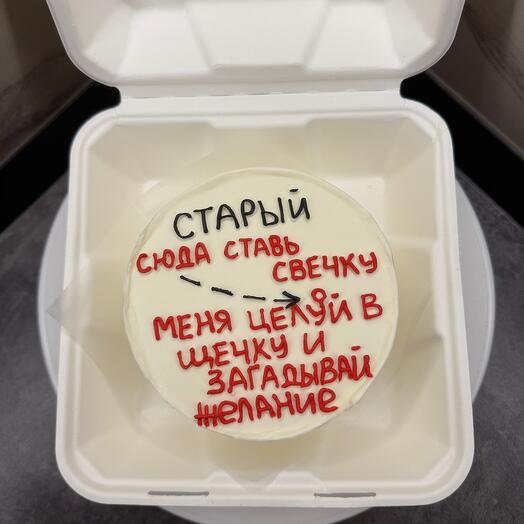 СТАРЫЙ
СЮДА СТАВЬ
СВЕЧКУ
МЕНЯ ЦЕЛУЙ В
ЩЕЧКУ И
ЗАГАДЫВАЙ
ЖЕЛАНИЕ